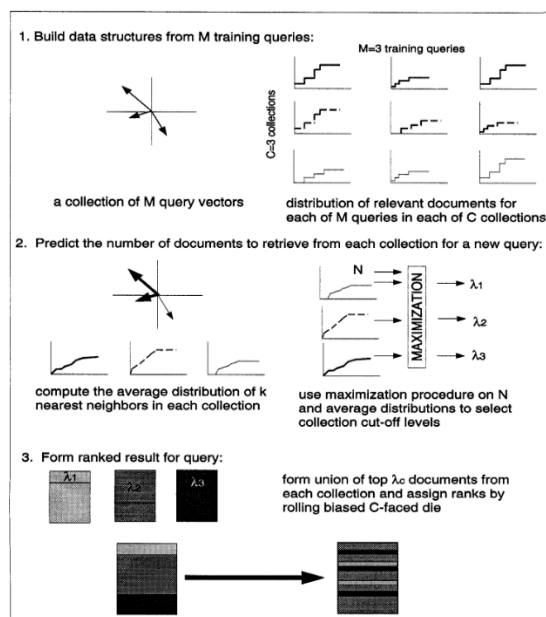 1. Build data structures from M training queries:
M=3 training queries
C=3 collections
a collection of M query vectors
distribution of relevant documents for
each of M queries in each of C collections
2. Predict the number of documents to retrieve from each collection for a new query:
N
MAXIMIZATION
λ1
λ2
λ3
compute the average distribution of k
nearest neighbors in each collection
use maximization procedure on N
and average distributions to select
collection cut-off levels
3. Form ranked result for query:
λ1
λ2
λ3
form union of top λc documents from
each collection and assign ranks by
rolling biased C-faced die